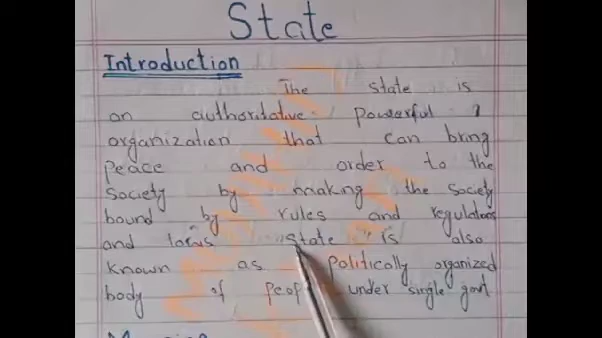 State
Introduction
The state is
an authoritative powerful
organization that can bring
peace and order to the
society by making the society
bound by rules and regulations
and laws "State" is also
known as politically organized
body of under single govt